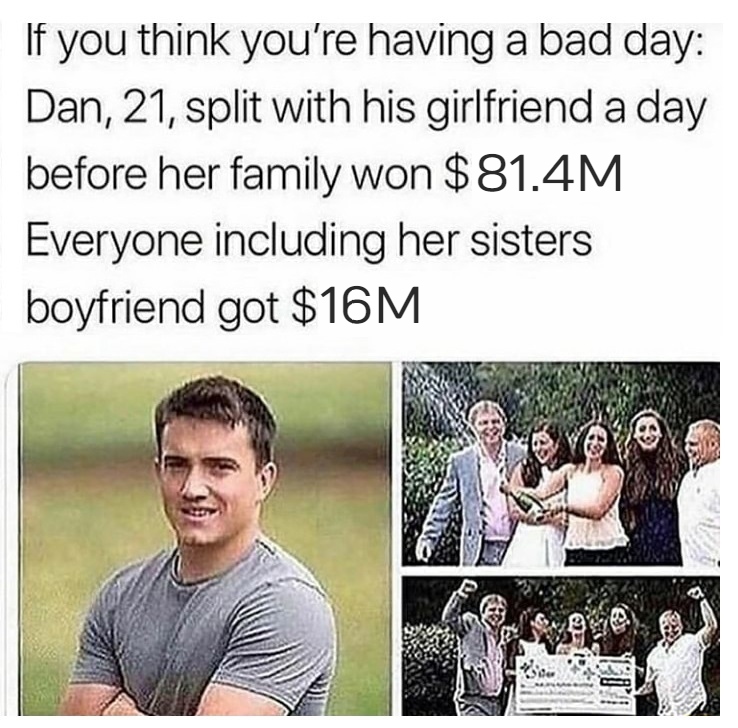 If you think you're having a bad day:
Dan, 21, split with his girlfriend a day
before her family won $81.4M
Everyone including her sisters
boyfriend got $16M